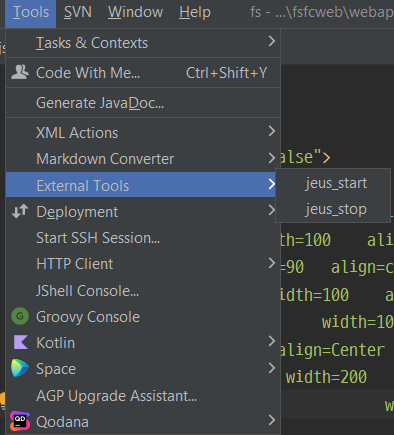 Tools SVN Window Help fs - ...\fsfcweb\webap
Tasks & Contexts
Code With Me... Ctrl+Shift+Y
Generate JavaDoc...
XML Actions
Markdown Converter
alse">
External Tools jeus_start
Deployment jeus_stop
Start SSH Session...
dth=100 ali
HTTP Client
=90 align=c
JShell Console...
width=100 a
Groovy Console
width=10
Kotlin
align=Center
Space
width=200
AGP Upgrade Assistant...
w
Qodana